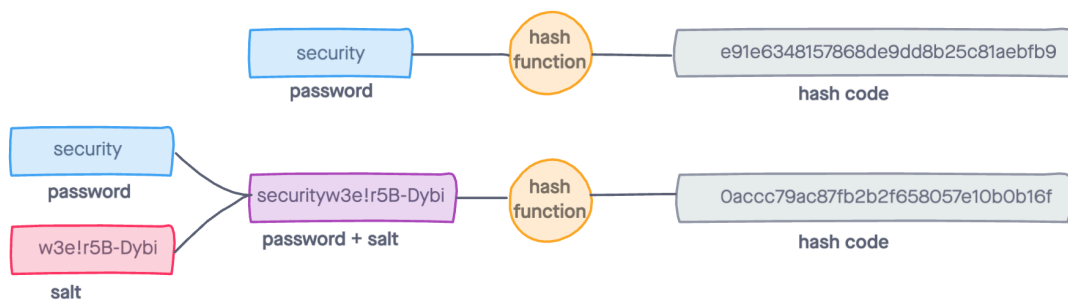 security
password
hash
function
e91e6348157868de9dd8b25c81aebfb9
hash code
security
password
w3e!r5B-Dybi
salt
securityw3e!r5B-Dybi
password + salt
hash
function
0accc79ac87fb2b2f658057e10b0b16f
hash code